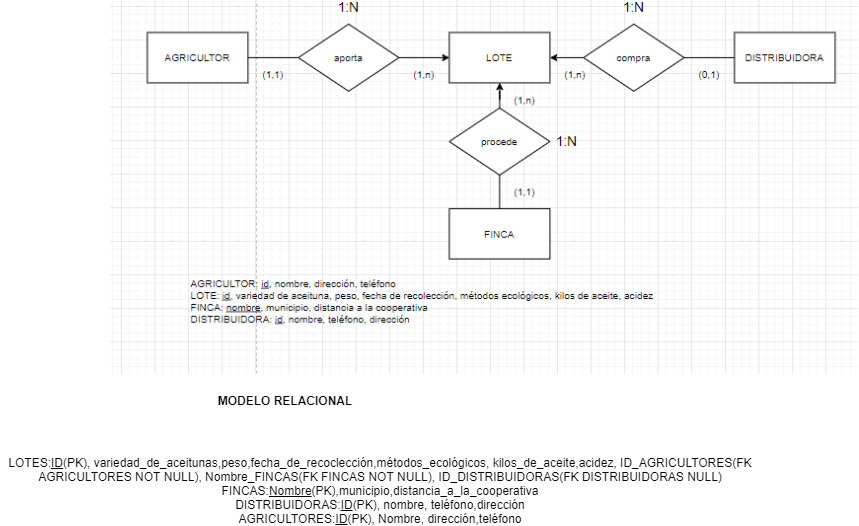 1:N
1:N
AGRICULTOR
aporta
LOTE
compra
DISTRIBUIDORA
(1,1)
(1,n)
(1,n)
(0,1)
(1,n)
procede
1:N
(1,1)
FINCA
AGRICULTOR: id, nombre, dirección, teléfono
LOTE: id, variedad de aceituna, peso, fecha de recolección, métodos ecológicos, kilos de aceite, acidez
FINCA: nombre, municipio, distancia a la cooperativa
DISTRIBUIDORA: id, nombre, teléfono, dirección
MODELO RELACIONAL
LOTES:ID(PK), variedad_de_aceitunas,peso,fecha_de_recoclección,métodos_ecológicos, kilos_de_aceite,acidez, ID_AGRICULTORES(FK
AGRICULTORES NOT NULL), Nombre_FINCAS(FK FINCAS NOT NULL), ID_DISTRIBUIDORAS(FK DISTRIBUIDORAS NULL)
FINCAS:Nombre(PK),municipio,distancia_a_la_cooperativa
DISTRIBUIDORAS:ID(PK), nombre, teléfono,dirección
AGRICULTORES:ID(PK), Nombre, dirección,teléfono